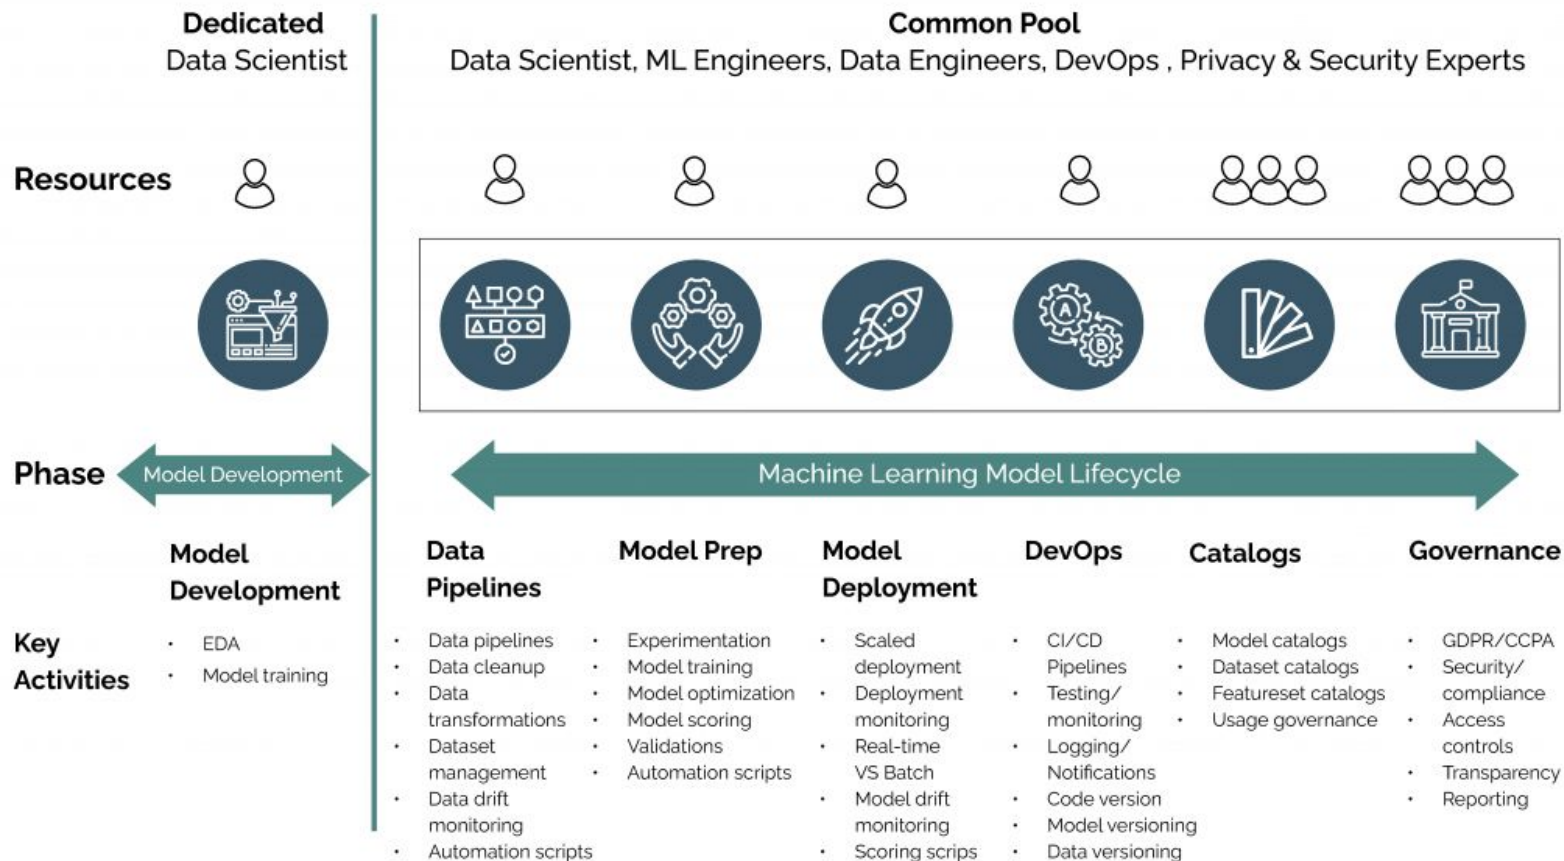 Dedicated
Data Scientist
Common Pool
Data Scientist, ML Engineers, Data Engineers, DevOps , Privacy & Security Experts
Resources
Phase
Model Development
Machine Learning Model Lifecycle
Key
Activities
Model
Development
• EDA
• Model training
Data
Pipelines
• Data pipelines
• Data cleanup
• Data
transformations
• Dataset
management
• Data drift
monitoring
• Automation scripts
Model Prep
• Experimentation
• Model training
• Model optimization
• Model scoring
• Validations
• Automation scripts
Model
Deployment
• Scaled
deployment
• Deployment
monitoring
• Real-time
VS Batch
• Model drift
monitoring
• Scoring scrips
DevOps
A
B
• CI/CD
Pipelines
• Testing/
monitoring
• Logging/
Notifications
• Code version
• Model versioning
• Data versioning
Catalogs
• Model catalogs
• Dataset catalogs
• Featureset catalogs
• Usage governance
Governance
• GDPR/CCPA
• Security/
compliance
• Access
controls
• Transparency
• Reporting